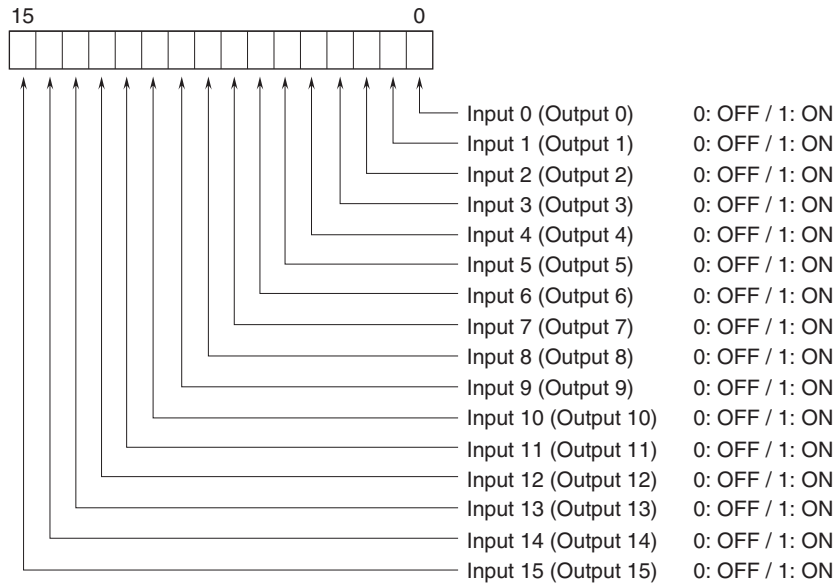 15 0
Input 0 (Output 0) 0: OFF / 1: ON
Input 1 (Output 1) 0: OFF / 1: ON
Input 2 (Output 2) 0: OFF / 1: ON
Input 3 (Output 3) 0: OFF / 1: ON
Input 4 (Output 4) 0: OFF / 1: ON
Input 5 (Output 5) 0: OFF / 1: ON
Input 6 (Output 6) 0: OFF / 1: ON
Input 7 (Output 7) 0: OFF / 1: ON
Input 8 (Output 8) 0: OFF / 1: ON
Input 9 (Output 9) 0: OFF / 1: ON
Input 10 (Output 10) 0: OFF / 1: ON
Input 11 (Output 11) 0: OFF / 1: ON
Input 12 (Output 12) 0: OFF / 1: ON
Input 13 (Output 13) 0: OFF / 1: ON
Input 14 (Output 14) 0: OFF / 1: ON
Input 15 (Output 15) 0: OFF / 1: ON